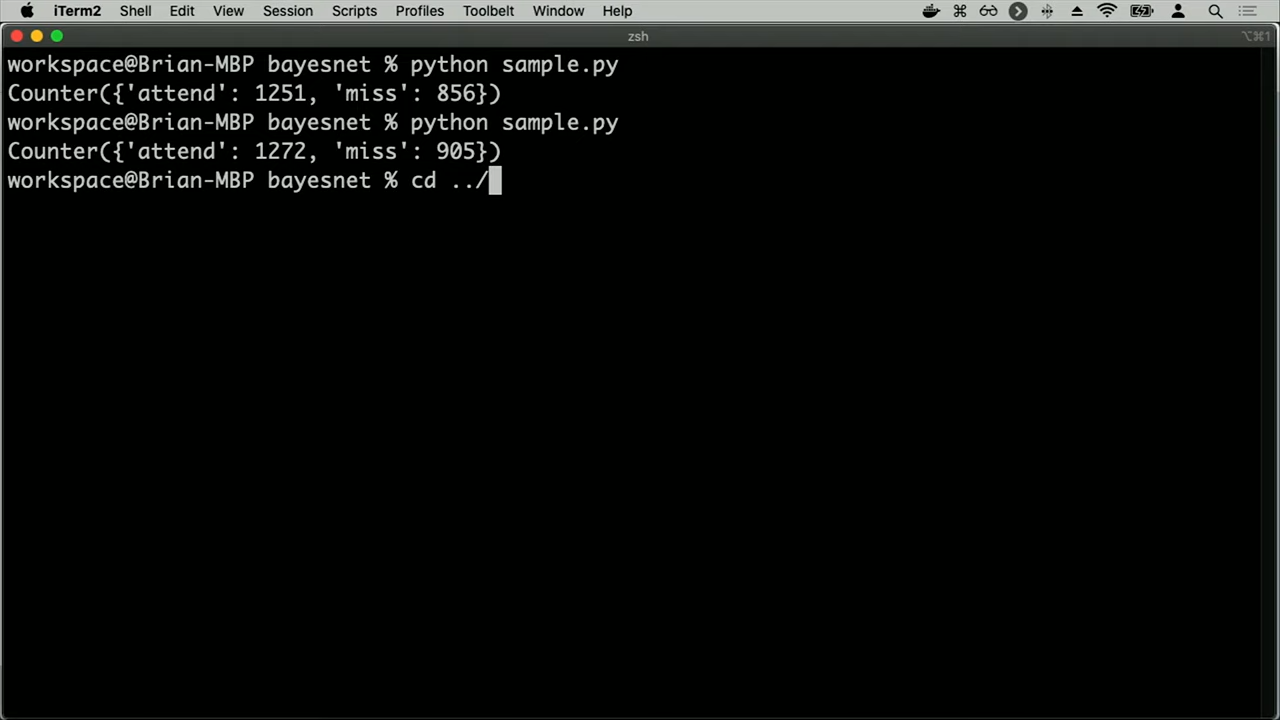 iTerm2 Shell Edit View Session Scripts Profiles Toolbelt Window Help
zsh
⌥⌘1
workspace@Brian-MBP bayesnet % python sample.py
Counter({'attend': 1251, 'miss': 856})
workspace@Brian-MBP bayesnet % python sample.py
Counter({'attend': 1272, 'miss': 905})
workspace@Brian-MBP bayesnet % cd ../